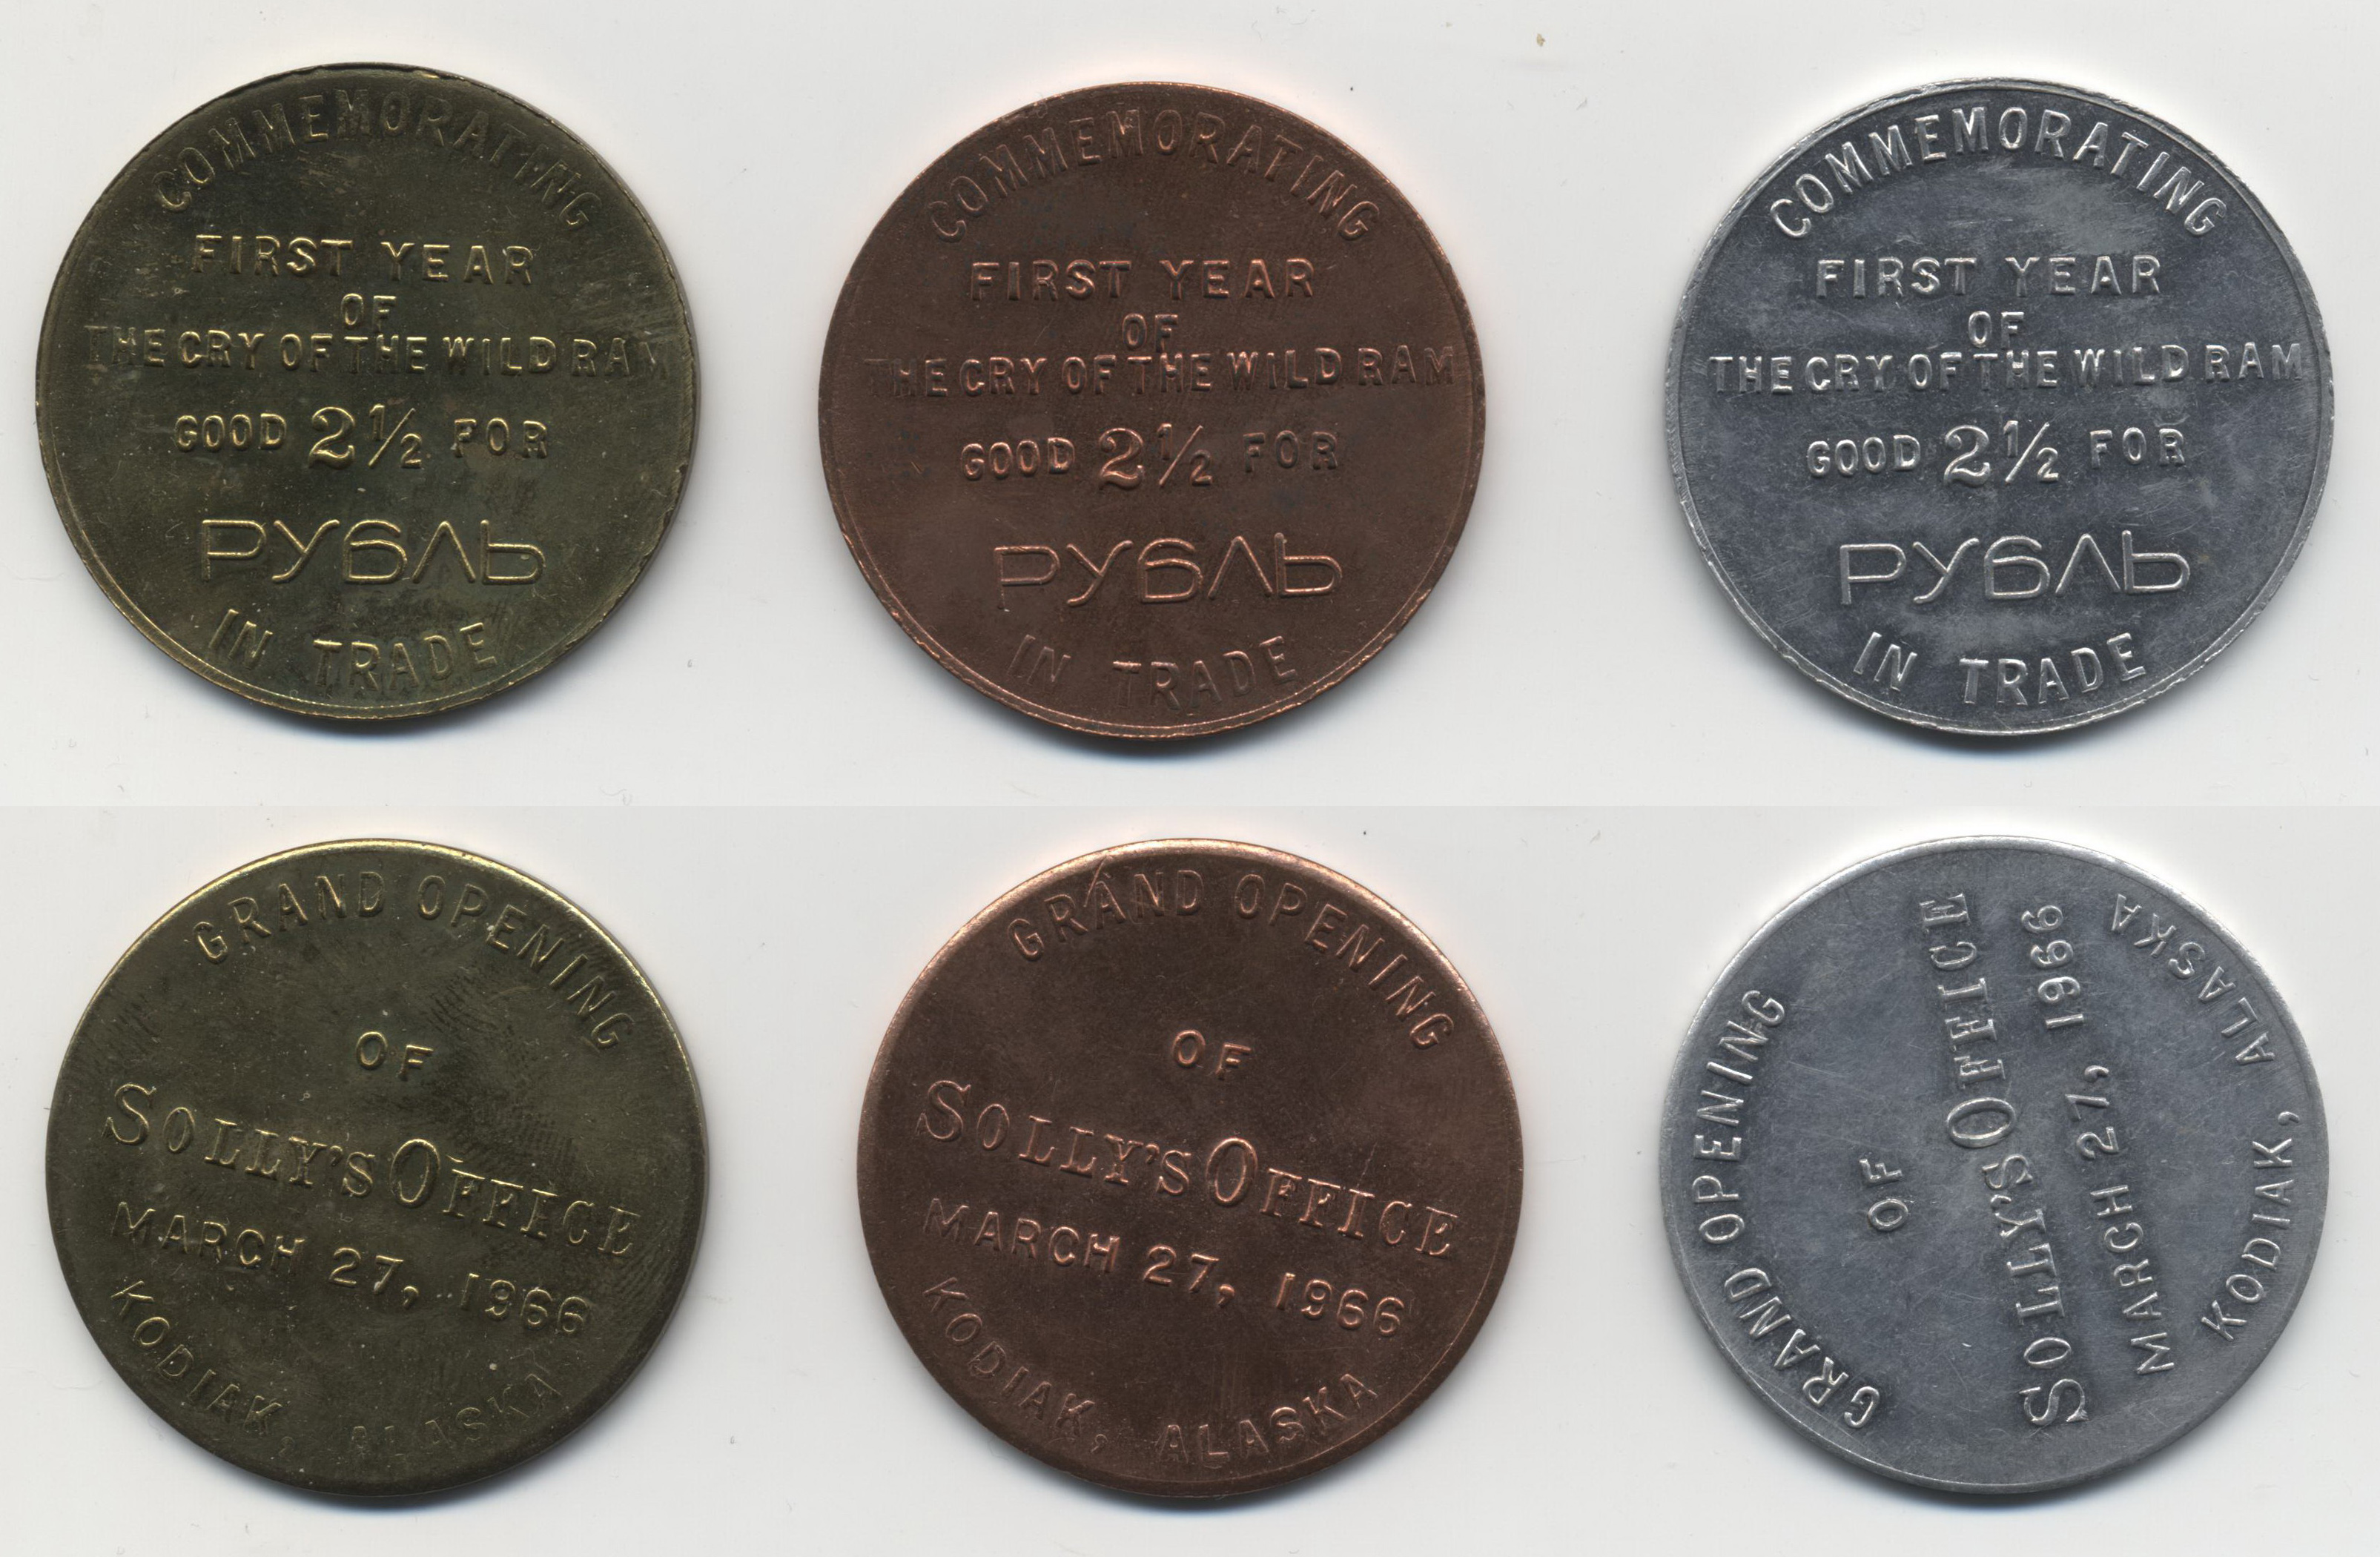 COMMEMORATING
FIRST YEAR
OF
THE CRY OF THE WILD RAM
GOOD 2½ FOR
РУБЛЬ
IN TRADE
COMMEMORATING
FIRST YEAR
OF
THE CRY OF THE WILD RAM
GOOD 2½ FOR
РУБЛЬ
IN TRADE
COMMEMORATING
FIRST YEAR
OF
THE CRY OF THE WILD RAM
GOOD 2½ FOR
РУБЛЬ
IN TRADE
GRAND OPENING
OF
SOLLY'S OFFICE
MARCH 27, 1966
KODIAK, ALASKA
GRAND OPENING
OF
SOLLY'S OFFICE
MARCH 27, 1966
KODIAK, ALASKA
GRAND OPENING
OF
SOLLY'S OFFICE
MARCH 27, 1966
KODIAK, ALASKA